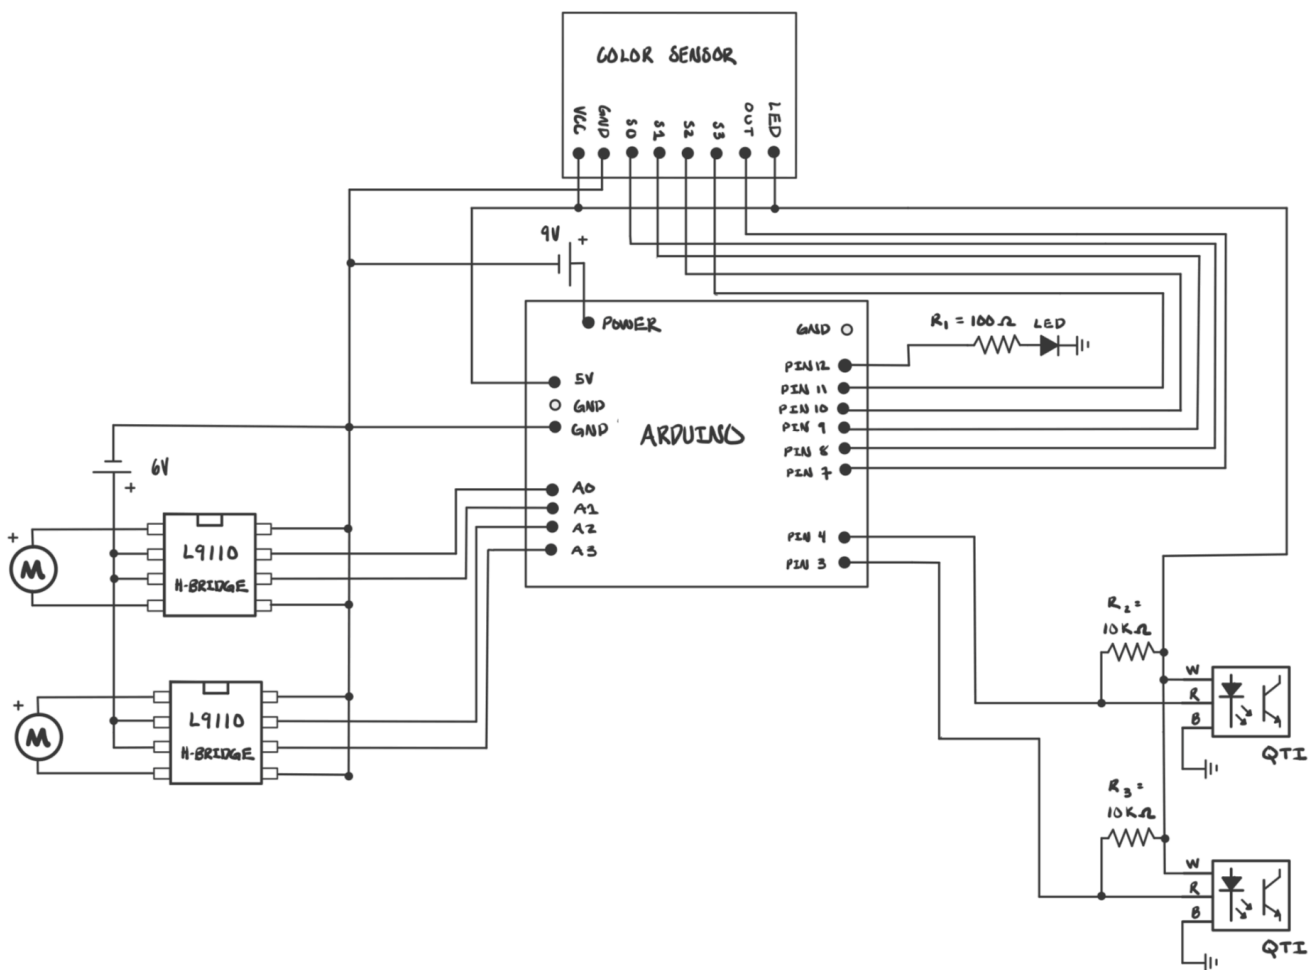 COLOR SENSOR
VCC
GND
S0
S1
S2
S3
OUT
LED
9V
+
POWER
GND
R1 = 100Ω LED
PIN 12
5V
PIN 11
GND
PIN 10
GND
ARDUINO
PIN 9
PIN 8
6V
PIN 7
+
A0
A1
A2
PIN 4
A3
PIN 3
+
L9110
M
H-BRIDGE
R2 =
10KΩ
W
R
B
QTI
+
L9110
M
H-BRIDGE
R3 =
10KΩ
W
R
B
QTI